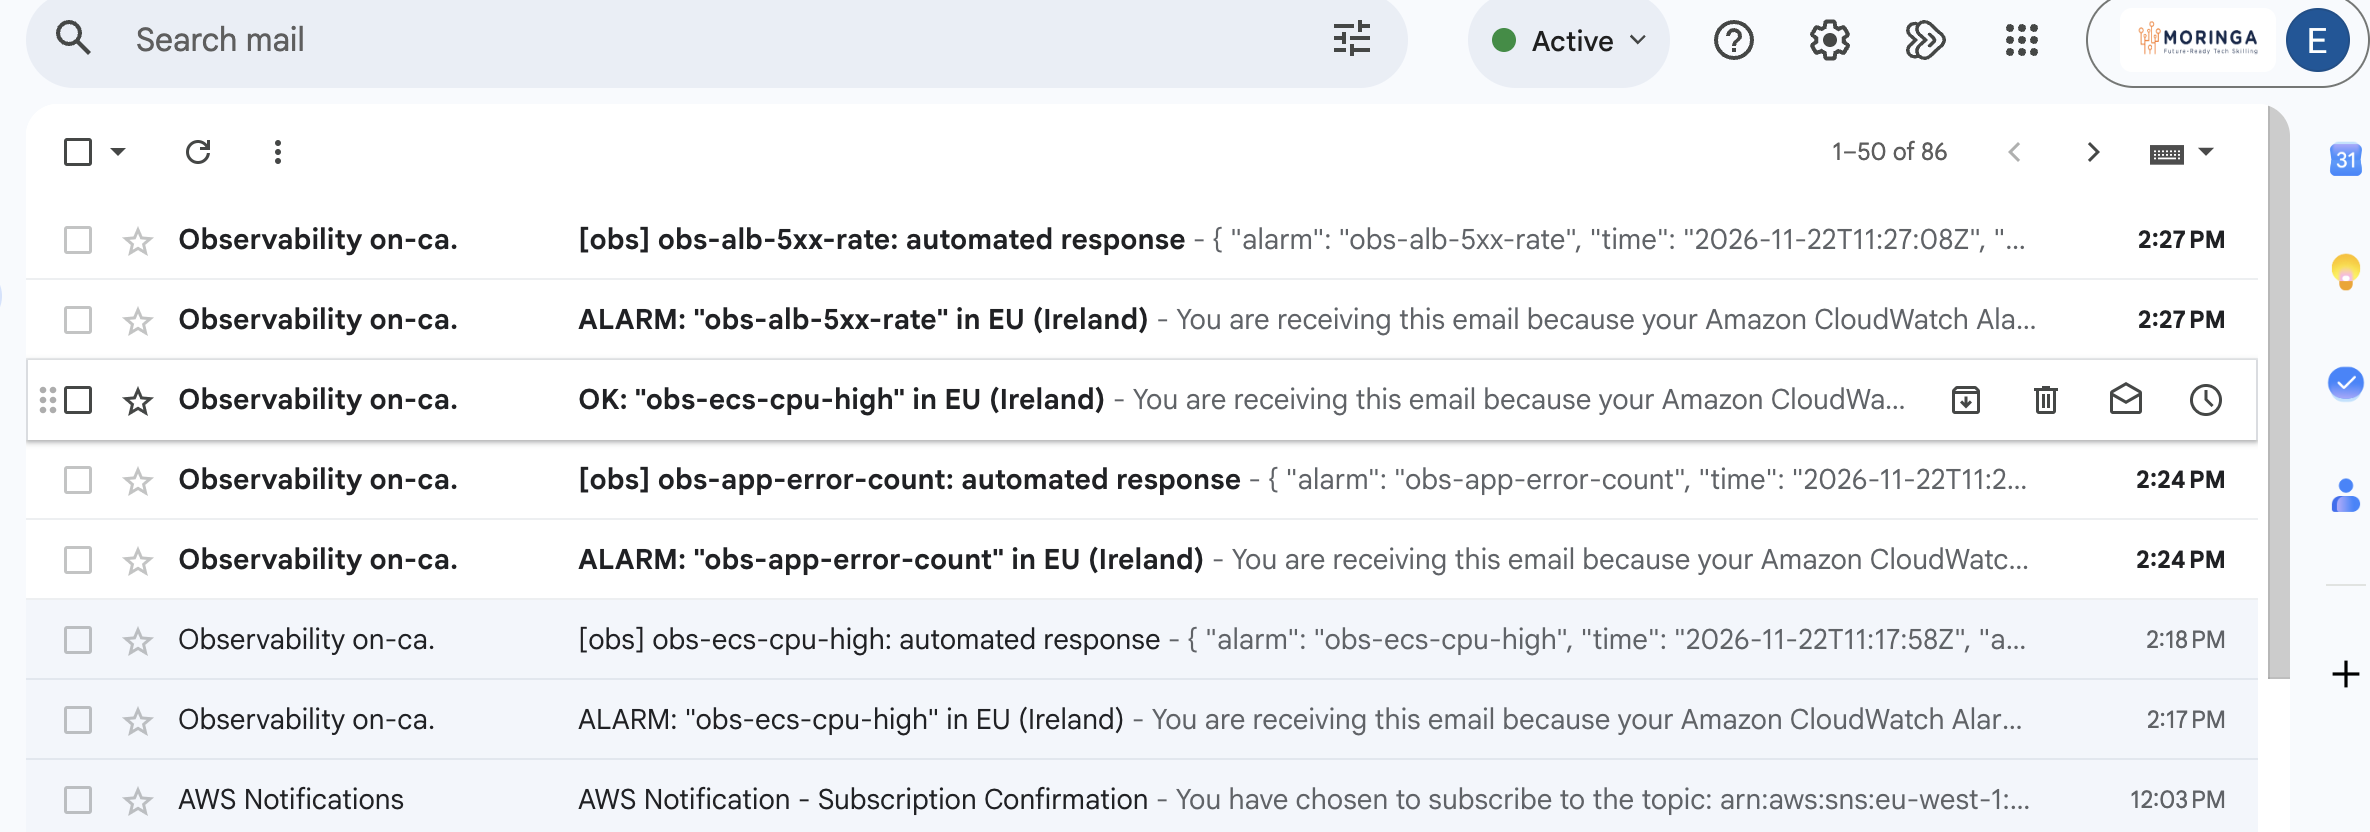 Search mail
Active
MORINGA
Future-Ready Tech Skilling
E
1–50 of 86
31
Observability on-ca. [obs] obs-alb-5xx-rate: automated response - { "alarm": "obs-alb-5xx-rate", "time": "2026-11-22T11:27:08Z", "... 2:27 PM
Observability on-ca. ALARM: "obs-alb-5xx-rate" in EU (Ireland) - You are receiving this email because your Amazon CloudWatch Ala... 2:27 PM
Observability on-ca. OK: "obs-ecs-cpu-high" in EU (Ireland) - You are receiving this email because your Amazon CloudWa...
Observability on-ca. [obs] obs-app-error-count: automated response - { "alarm": "obs-app-error-count", "time": "2026-11-22T11:2... 2:24 PM
Observability on-ca. ALARM: "obs-app-error-count" in EU (Ireland) - You are receiving this email because your Amazon CloudWatc... 2:24 PM
Observability on-ca. [obs] obs-ecs-cpu-high: automated response - { "alarm": "obs-ecs-cpu-high", "time": "2026-11-22T11:17:58Z", "a... 2:18 PM
Observability on-ca. ALARM: "obs-ecs-cpu-high" in EU (Ireland) - You are receiving this email because your Amazon CloudWatch Alar... 2:17 PM
AWS Notifications AWS Notification - Subscription Confirmation - You have chosen to subscribe to the topic: arn:aws:sns:eu-west-1:... 12:03 PM